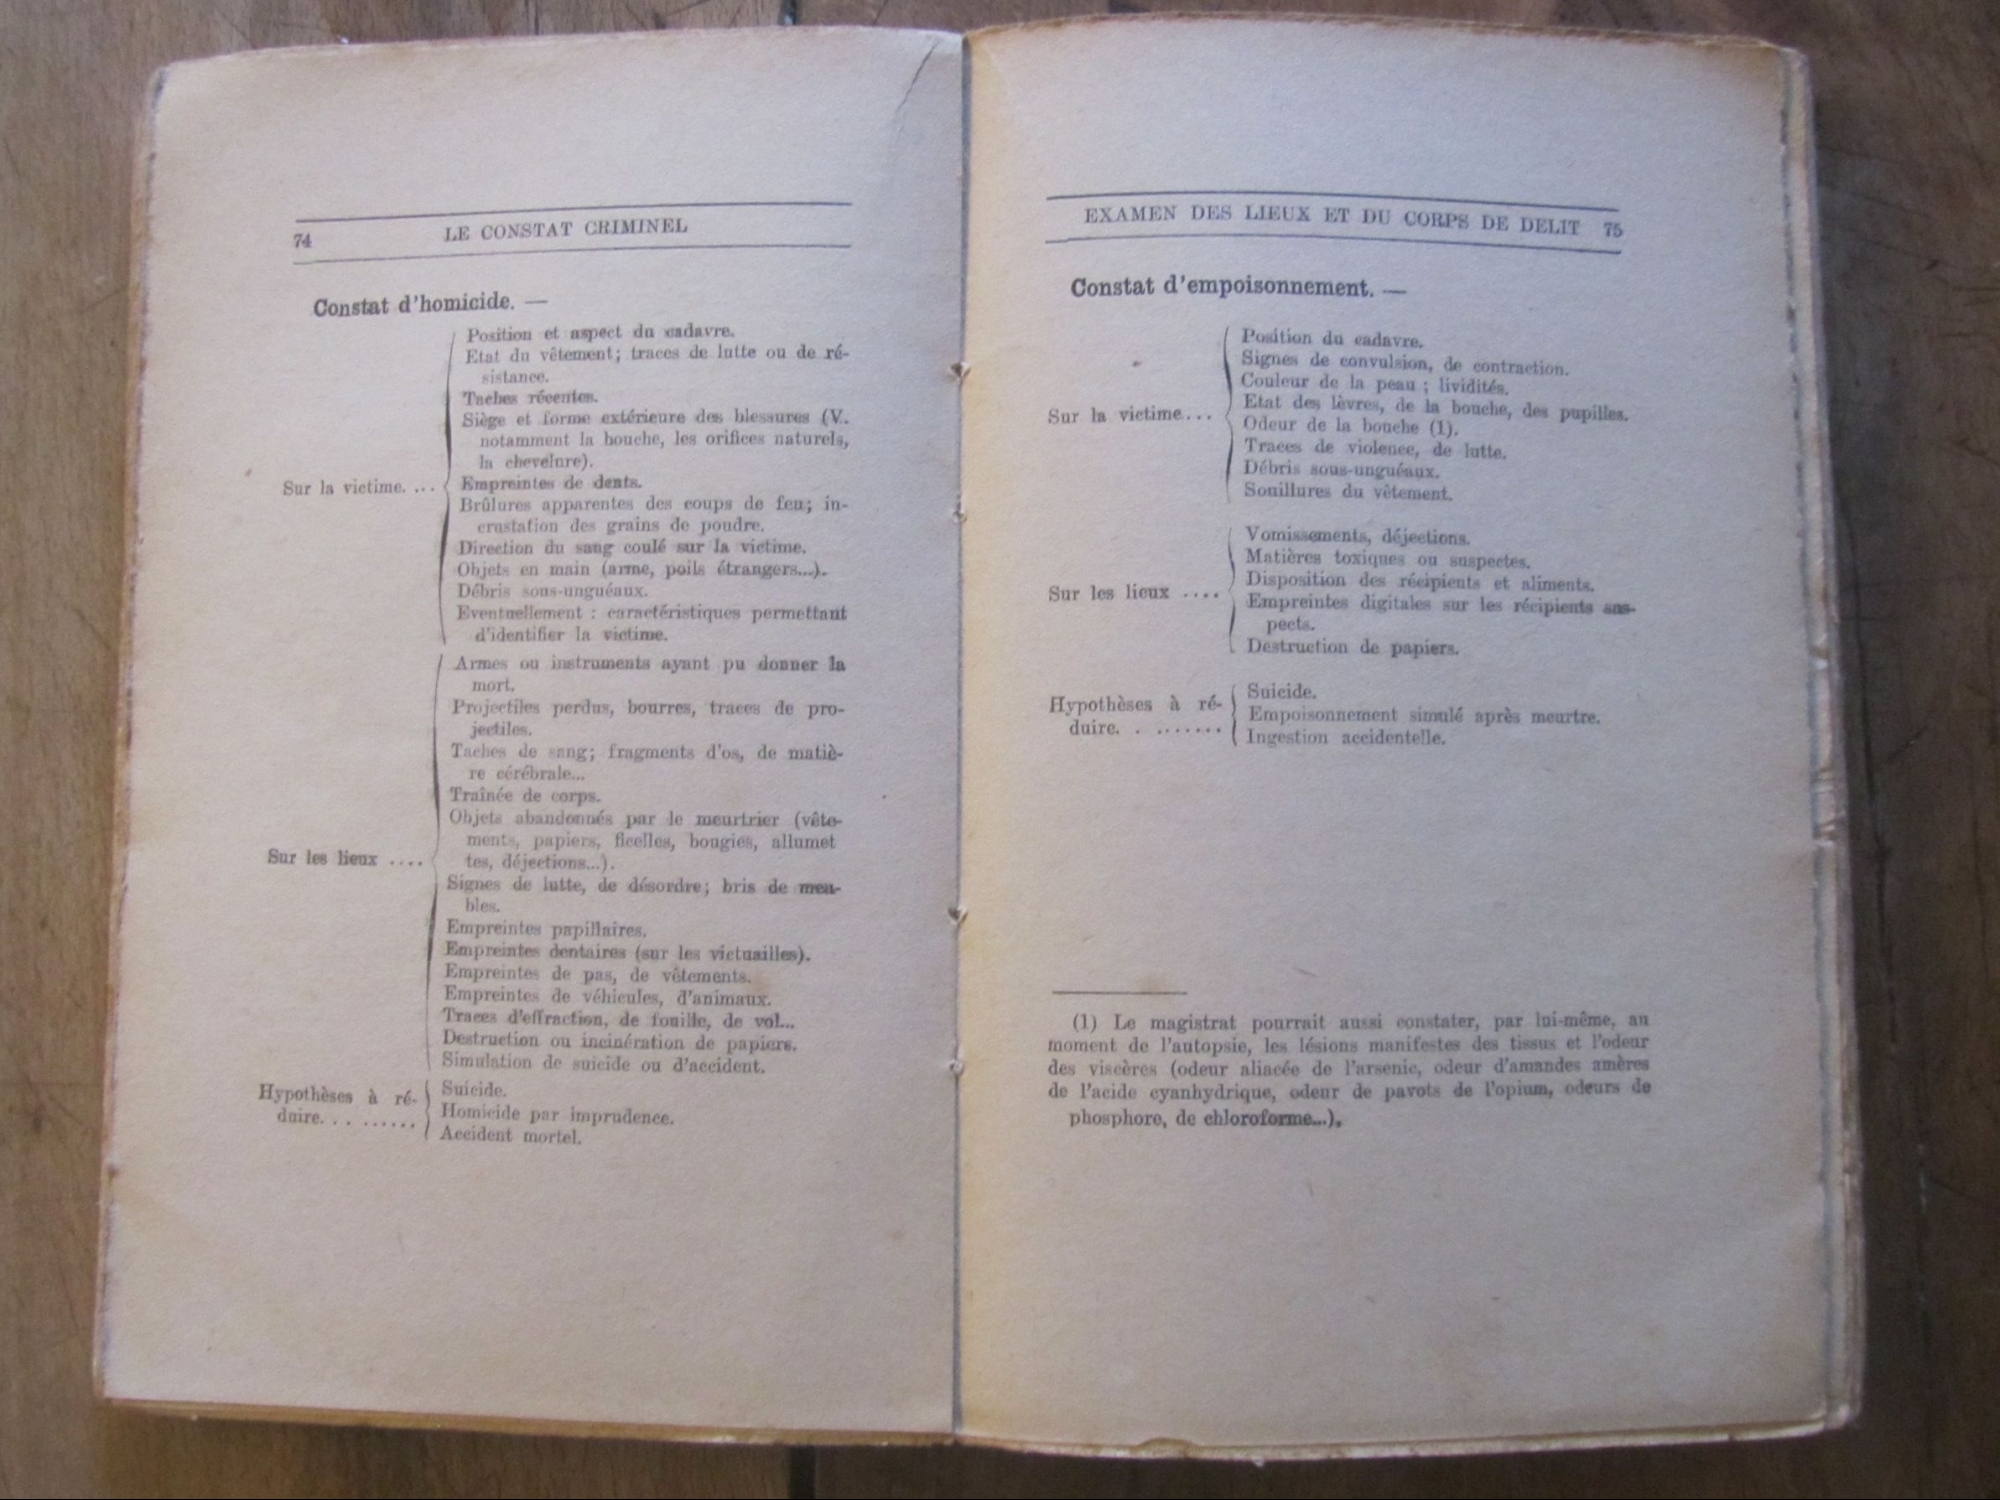 74 LE CONSTAT CRIMINEL
Constat d'homicide. —
Sur la victime. ...
Position et aspect du cadavre.
Etat du vêtement; traces de lutte ou de ré-
sistance.
Taches récentes.
Siège et forme extérieure des blessures (V.
notamment la bouche, les orifices naturels,
la chevelure).
Empreintes de dents.
Brûlures apparentes des coups de feu; in-
crustation des grains de poudre.
Direction du sang coulé sur la victime.
Objets en main (arme, poils étrangers...).
Débris sous-unguéaux.
Eventuellement : caractéristiques permettant
d'identifier la victime.
Sur les lieux ....
Armes ou instruments ayant pu donner la
mort.
Projectiles perdus, bourres, traces de pro-
jectiles.
Taches de sang; fragments d'os, de matiè-
re cérébrale...
Traînée de corps.
Objets abandonnés par le meurtrier (vête-
ments, papiers, ficelles, bougies, allumet
tes, déjections...).
Signes de lutte, de désordre; bris de meu-
bles.
Empreintes papillaires.
Empreintes dentaires (sur les victuailles).
Empreintes de pas, de vêtements.
Empreintes de véhicules, d'animaux.
Traces d'effraction, de fouille, de vol...
Destruction ou incinération de papiers.
Simulation de suicide ou d'accident.
Hypothèses à ré-
duire. . . ......
Suicide.
Homicide par imprudence.
Accident mortel.
EXAMEN DES LIEUX ET DU CORPS DE DELIT 75
Constat d'empoisonnement. —
Sur la victime...
Position du cadavre.
Signes de convulsion, de contraction.
Couleur de la peau ; lividités.
Etat des lèvres, de la bouche, des pupilles.
Odeur de la bouche (1).
Traces de violence, de lutte.
Débris sous-unguéaux.
Souillures du vêtement.
Sur les lieux ....
Vomissements, déjections.
Matières toxiques ou suspectes.
Disposition des récipients et aliments.
Empreintes digitales sur les récipients sus-
pects.
Destruction de papiers.
Hypothèses à ré-
duire. . .......
Suicide.
Empoisonnement simulé après meurtre.
Ingestion accidentelle.
(1) Le magistrat pourrait aussi constater, par lui-même, au
moment de l'autopsie, les lésions manifestes des tissus et l'odeur
des viscères (odeur aliacée de l'arsenic, odeur d'amandes amères
de l'acide cyanhydrique, odeur de pavots de l'opium, odeurs de
phosphore, de chloroforme...).